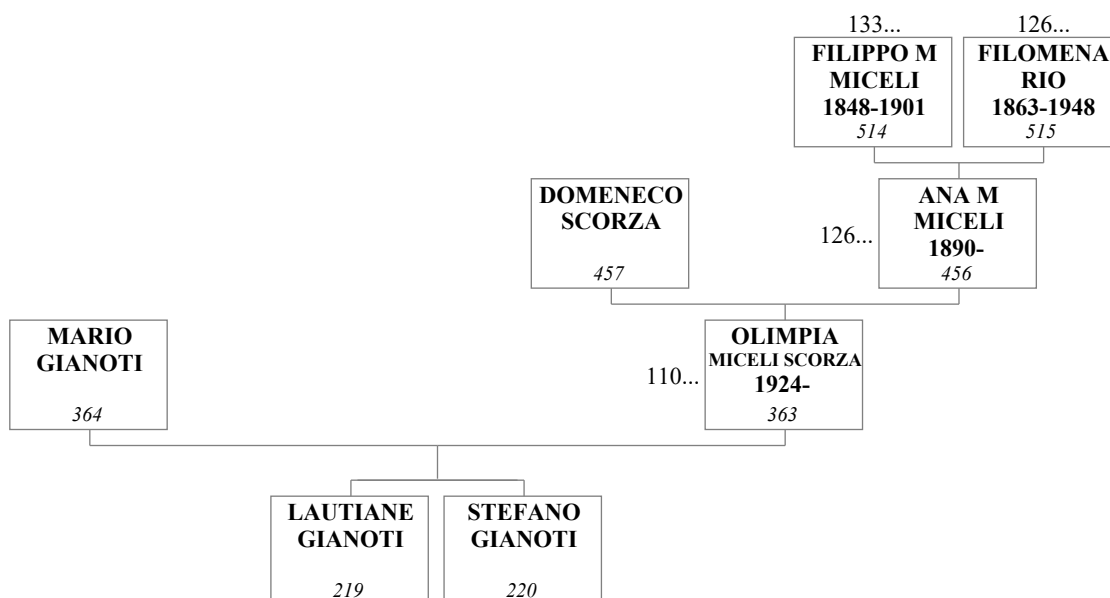 133...
FILIPPO M
MICELI
1848-1901
514
126...
FILOMENA
RIO
1863-1948
515
DOMENECO
SCORZA
457
126...
ANA M
MICELI
1890-
456
MARIO
GIANOTI
364
110...
OLIMPIA
MICELI SCORZA
1924-
363
LAUTIANE
GIANOTI
219
STEFANO
GIANOTI
220